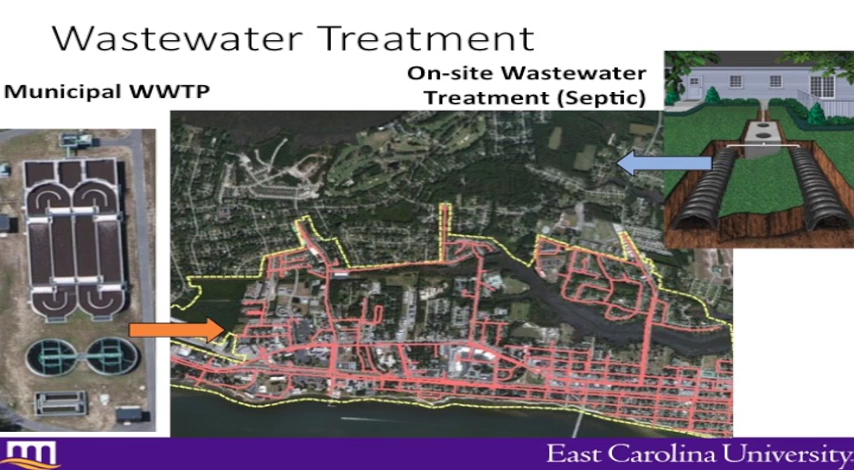 Wastewater Treatment
Municipal WWTP
On-site Wastewater
Treatment (Septic)
East Carolina University